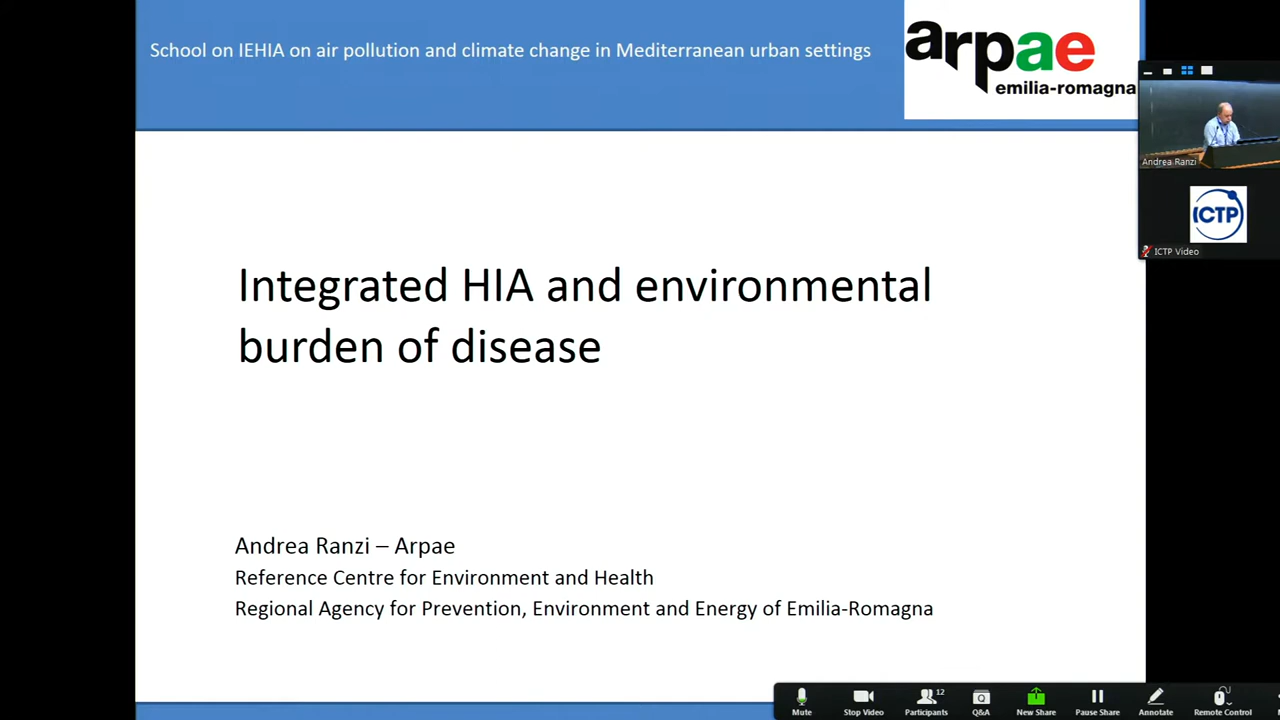 School on IEHIA on air pollution and climate change in Mediterranean urban settings
arpae
emilia-romagna
Andrea Ranzi
ICTP
ICTP Video
Integrated HIA and environmental
burden of disease
Andrea Ranzi – Arpae
Reference Centre for Environment and Health
Regional Agency for Prevention, Environment and Energy of Emilia-Romagna
12
Mute
Stop Video
Participants
Q&A
New Share
Pause Share
Annotate
Remote Control